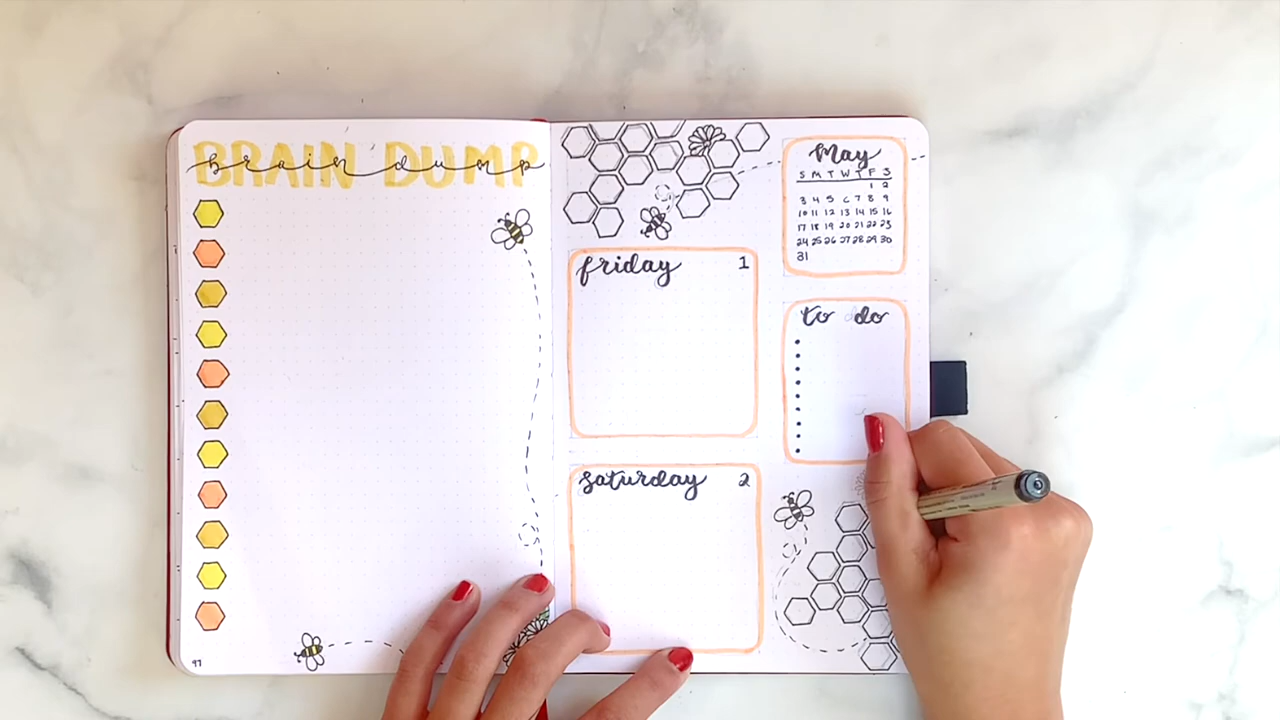 BRAIN DUMP
brain dump
97
May
S M T W T F S
1 2
3 4 5 6 7 8 9
10 11 12 13 14 15 16
17 18 19 20 21 22 23
24 25 26 27 28 29 30
31
friday 1
to do
saturday 2